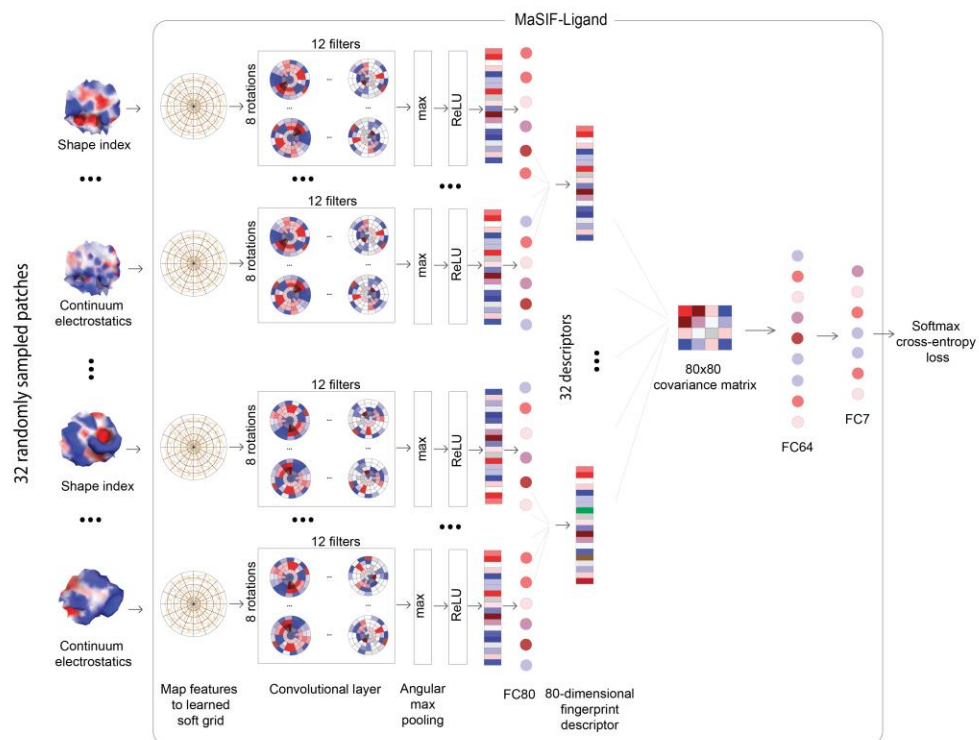 MaSIF-Ligand
32 randomly sampled patches
Shape index
8 rotations
12 filters
...
...
...
max
ReLU
Continuum
electrostatics
8 rotations
12 filters
...
...
...
max
ReLU
Shape index
8 rotations
12 filters
...
...
...
max
ReLU
Continuum
electrostatics
8 rotations
12 filters
...
...
...
max
ReLU
32 descriptors
80x80
covariance matrix
FC64
FC7
Softmax
cross-entropy
loss
Map features
to learned
soft grid
Convolutional layer
Angular
max
pooling
FC80
80-dimensional
fingerprint
descriptor